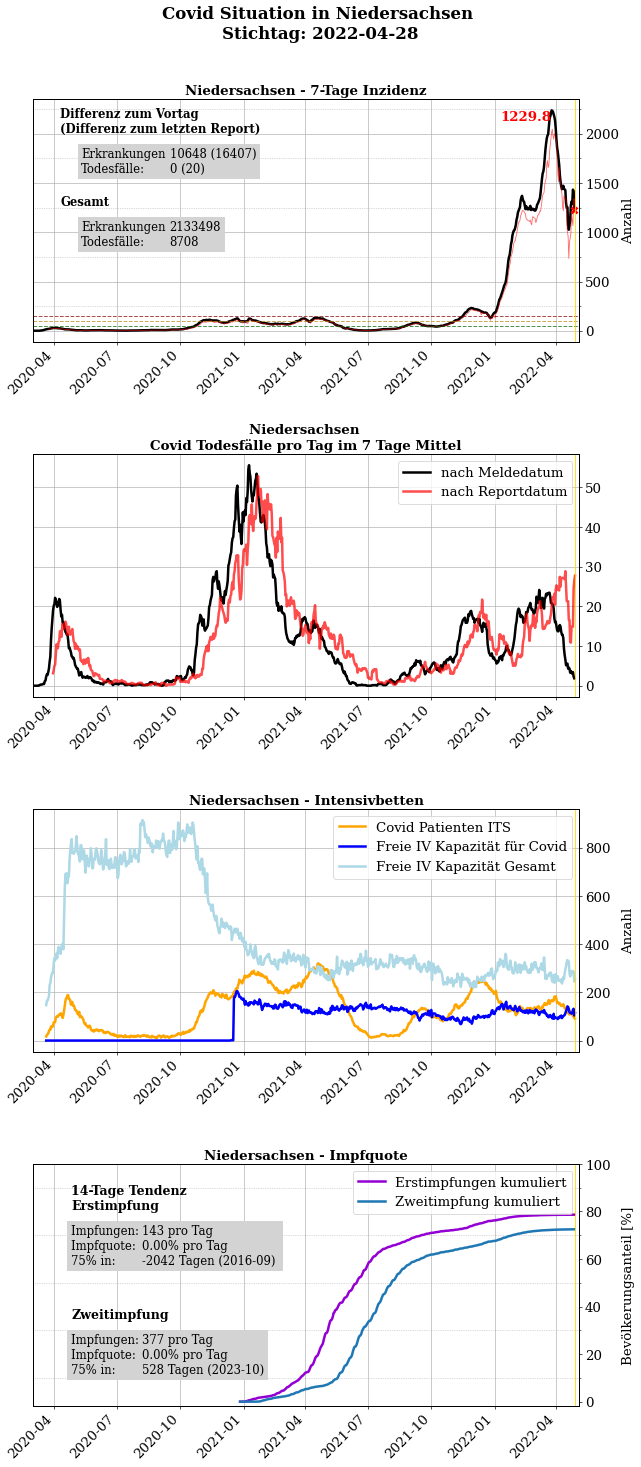 Covid Situation in Niedersachsen
Stichtag: 2022-04-28
Niedersachsen - 7-Tage Inzidenz
Differenz zum Vortag
(Differenz zum letzten Report)
Erkrankungen 10648 (16407)
Todesfälle: 0 (20)
Gesamt
Erkrankungen 2133498
Todesfälle: 8708
1229.8
2000
1500
1000
500
0
Anzahl
2020-04
2020-07
2020-10
2021-01
2021-04
2021-07
2021-10
2022-01
2022-04
Niedersachsen
Covid Todesfälle pro Tag im 7 Tage Mittel
nach Meldedatum
nach Reportdatum
50
40
30
20
10
0
2020-04
2020-07
2020-10
2021-01
2021-04
2021-07
2021-10
2022-01
2022-04
Niedersachsen - Intensivbetten
Covid Patienten ITS
Freie IV Kapazität für Covid
Freie IV Kapazität Gesamt
800
600
400
200
0
Anzahl
2020-04
2020-07
2020-10
2021-01
2021-04
2021-07
2021-10
2022-01
2022-04
Niedersachsen - Impfquote
14-Tage Tendenz
Erstimpfung
Impfungen: 143 pro Tag
Impfquote: 0.00% pro Tag
75% in: -2042 Tagen (2016-09)
Zweitimpfung
Impfungen: 377 pro Tag
Impfquote: 0.00% pro Tag
75% in: 528 Tagen (2023-10)
Erstimpfungen kumuliert
Zweitimpfung kumuliert
100
80
60
40
20
0
Bevölkerungsanteil [%]
2020-04
2020-07
2020-10
2021-01
2021-04
2021-07
2021-10
2022-01
2022-04